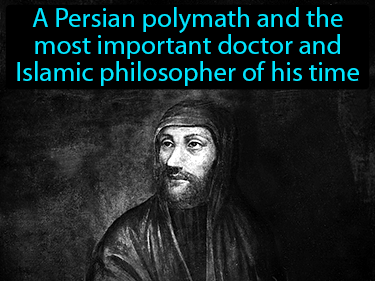 A Persian polymath and the
most important doctor and
Islamic philosopher of his time